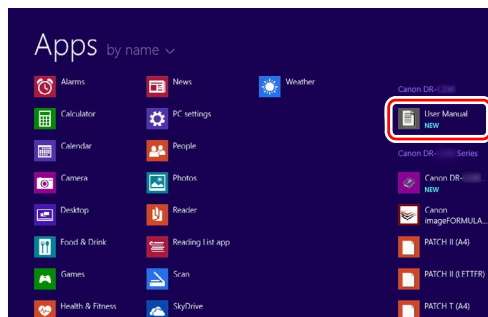 Apps by name
Alarms
Calculator
Calendar
Camera
Desktop
Food & Drink
Games
Health & Fitness
News
PC settings
People
Photos
Reader
Reading List app
Scan
SkyDrive
Weather
Canon DR-
User Manual
NEW
Canon DR- Series
Canon DR-
NEW
Canon
imageFORMULA...
PATCH II (A4)
PATCH II (LETTER)
PATCH T (A4)